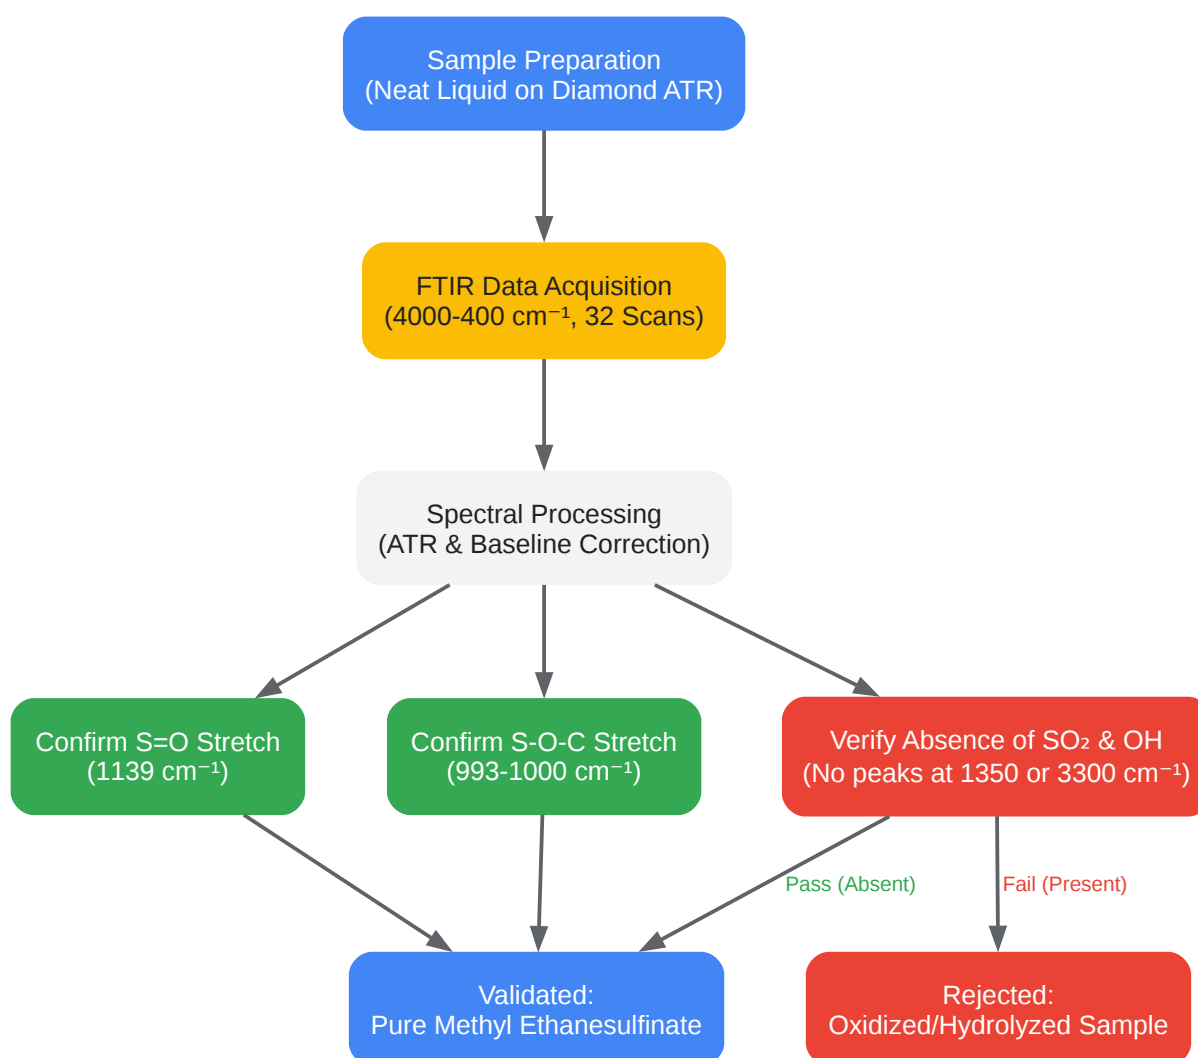 Sample Preparation
(Neat Liquid on Diamond ATR)
FTIR Data Acquisition
(4000-400 cm⁻¹, 32 Scans)
Spectral Processing
(ATR & Baseline Correction)
Confirm S=O Stretch
(1139 cm⁻¹)
Confirm S-O-C Stretch
(993-1000 cm⁻¹)
Verify Absence of SO₂ & OH
(No peaks at 1350 or 3300 cm⁻¹)
Pass (Absent)
Fail (Present)
Validated:
Pure Methyl Ethanesulfinate
Rejected:
Oxidized/Hydrolyzed Sample